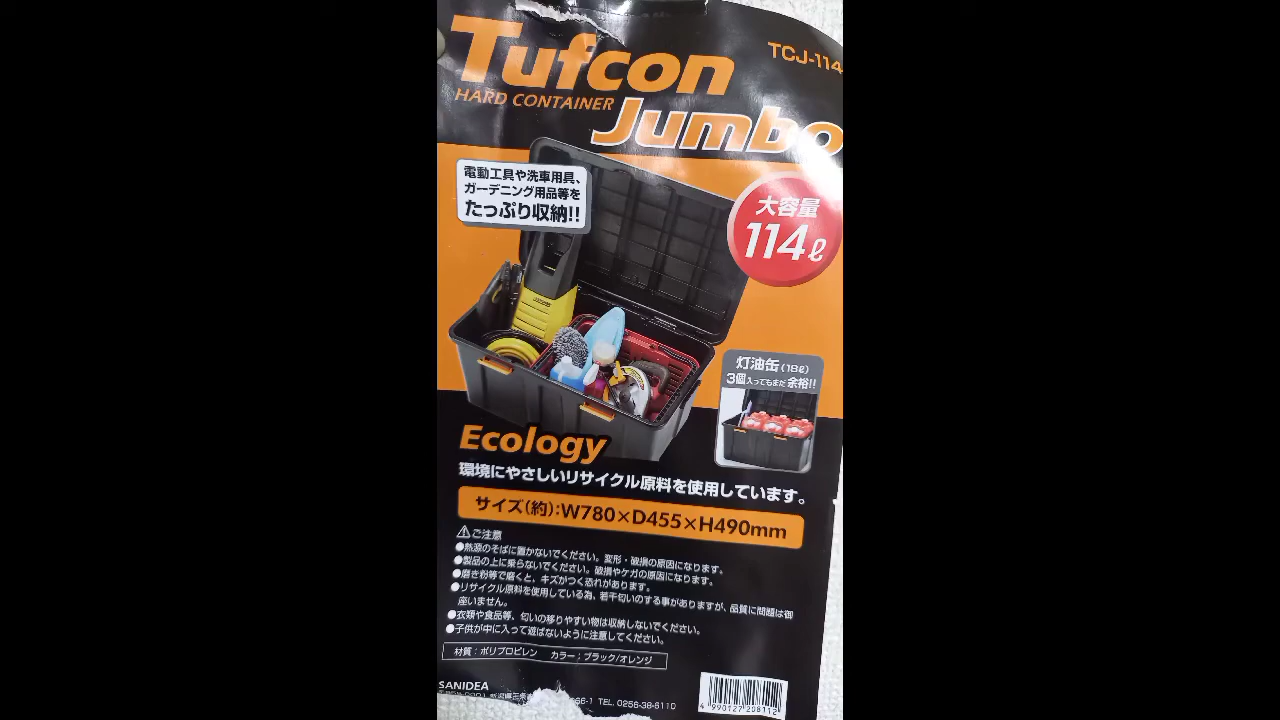 Tufcon
TCJ-114
HARD CONTAINER
Jumbo
電動工具や洗車用具、
ガーデニング用品等を
たっぷり収納!!
大容量
114ℓ
灯油缶(18ℓ)
3個入ってもまだ余裕!!
Ecology
環境にやさしいリサイクル原料を使用しています。
サイズ(約):W780×D455×H490mm
⚠ご注意
●熱源のそばに置かないでください。変形・破損の原因になります。
●製品の上に乗らないでください。破損やケガの原因になります。
●磨き粉等で磨くと、キズがつく恐れがあります。
●リサイクル原料を使用している為、若干匂いのする事がありますが、品質に問題は御
座いません。
●衣類や食品等、匂いの移りやすい物は収納しないでください。
●子供が中に入って遊ばないように注意してください。
材質:ポリプロピレン カラー:ブラック/オレンジ
SANIDEA
TEL. 0256-38-6110
4 990127 208112